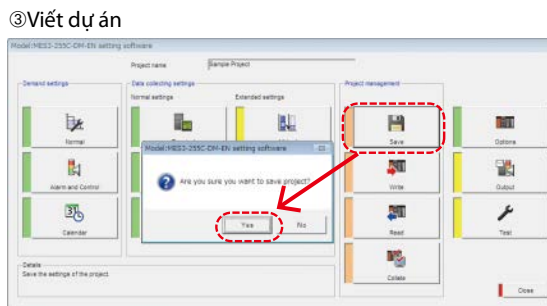 ③Viết dự án
Model:MES3-255C-DM-EN setting software
Project name
Sample Project
Demand settings
Data collecting settings
Project management
Normal settings
Extended settings
Normal
Save
Options
Model:MES3-255C-DM-EN setting software
Are you sure you want to save project?
Yes
No
Alarm and Control
Write
Output
Calendar
Read
Test
Details
Save the settings of the project.
Collate
Close